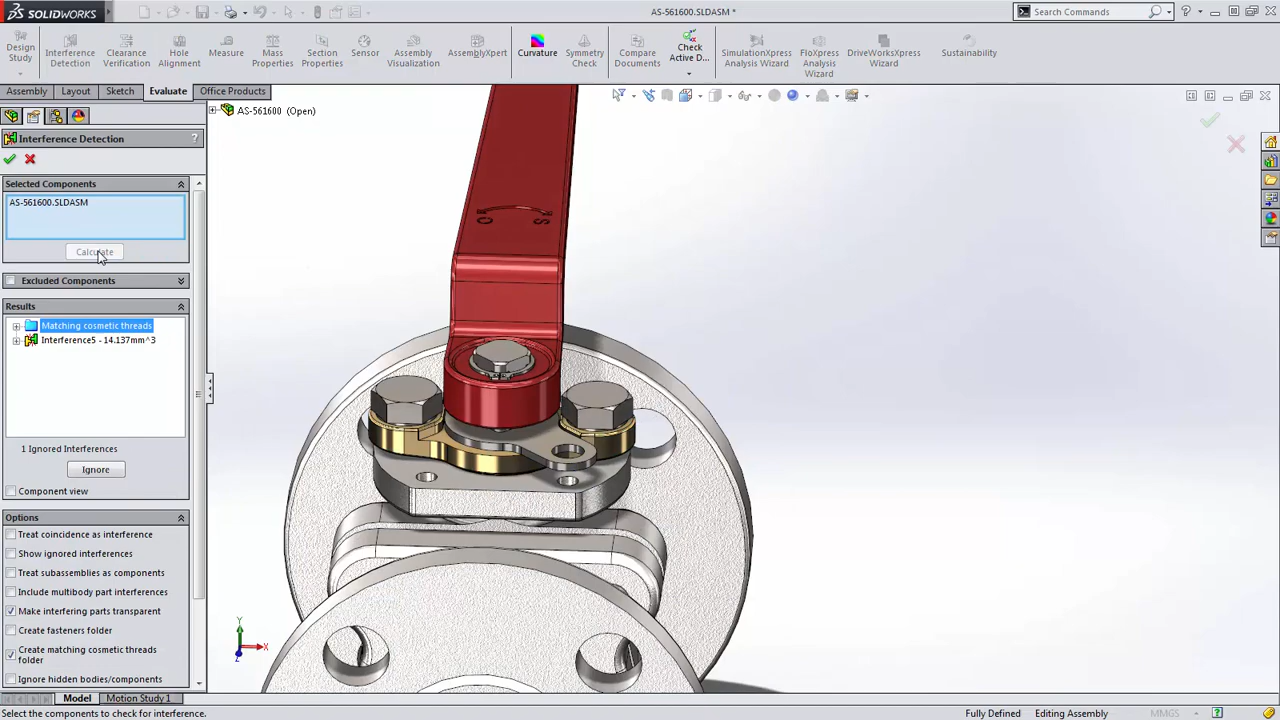 SOLIDWORKS
AS-561600.SLDASM *
Search Commands
Design Study
Interference Detection
Clearance Verification
Hole Alignment
Measure
Mass Properties
Section Properties
Sensor
Assembly Visualization
AssemblyXpert
Curvature
Symmetry Check
Compare Documents
Check Active D...
SimulationXpress Analysis Wizard
FloXpress Analysis Wizard
DriveWorksXpress Wizard
Sustainability
Assembly
Layout
Sketch
Evaluate
Office Products
AS-561600 (Open)
Interference Detection
?
Selected Components
AS-561600.SLDASM
Calculate
Excluded Components
Results
Matching cosmetic threads
Interference5 - 14.137mm^3
1 Ignored Interferences
Ignore
Component view
Options
Treat coincidence as interference
Show ignored interferences
Treat subassemblies as components
Include multibody part interferences
Make interfering parts transparent
Create fasteners folder
Create matching cosmetic threads
folder
Ignore hidden bodies/components
O S
Y
X
Z
Model
Motion Study 1
Select the components to check for interference.
Fully Defined
Editing Assembly
MMGS